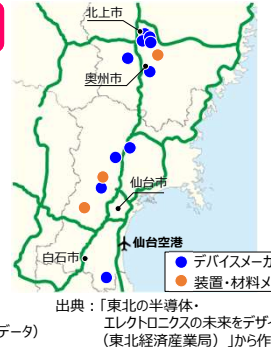 北上市
奥州市
仙台市
仙台空港
白石市
デバイスメーカ
装置・材料メ
出典：「東北の半導体・
エレクトロニクスの未来をデザイ
データ)
（東北経済産業局）」から作